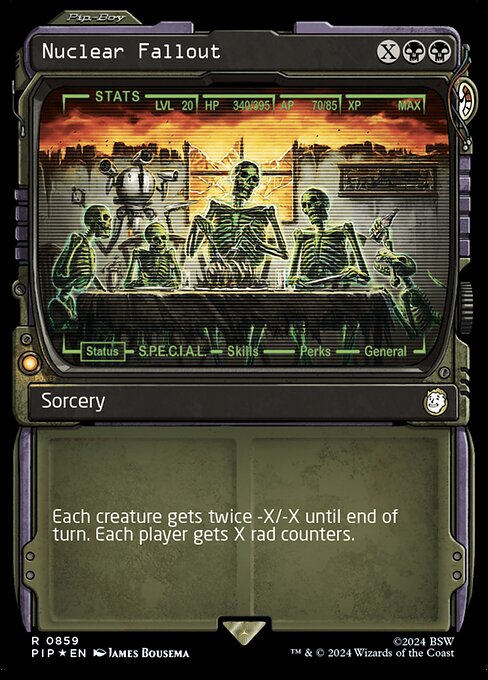 Pip-Boy
Nuclear Fallout X
STATS
LVL 20 HP 340/395 AP 70/85 XP MAX
Status S.P.E.C.I.A.L. Skills Perks General
Sorcery
Each creature gets twice -X/-X until end of
turn. Each player gets X rad counters.
R 0859
PIP★EN James Bousema
©2024 BSW
™ & © 2024 Wizards of the Coast